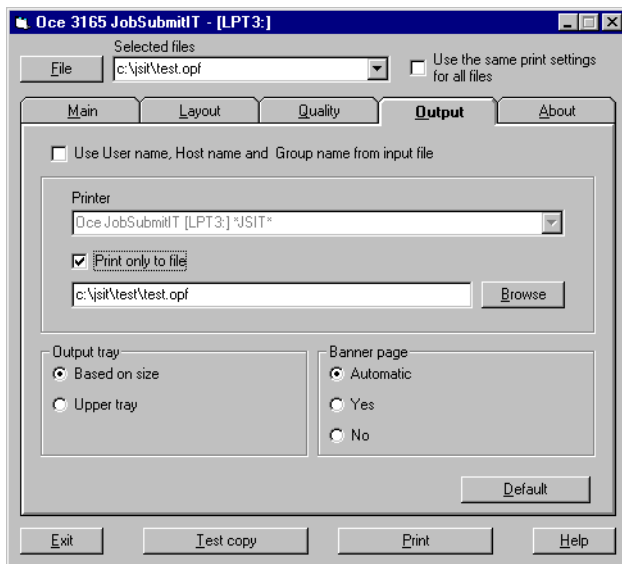 Oce 3165 JobSubmitIT - [LPT3:]
Selected files
File
c:\jsit\test.opf
Use the same print settings
for all files
Main Layout Quality Output About
Use User name, Host name and Group name from input file
Printer
Oce JobSubmitIT [LPT3:] *JSIT*
Print only to file
c:\jsit\test\test.opf
Browse
Output tray
Based on size
Upper tray
Banner page
Automatic
Yes
No
Default
Exit Test copy Print Help